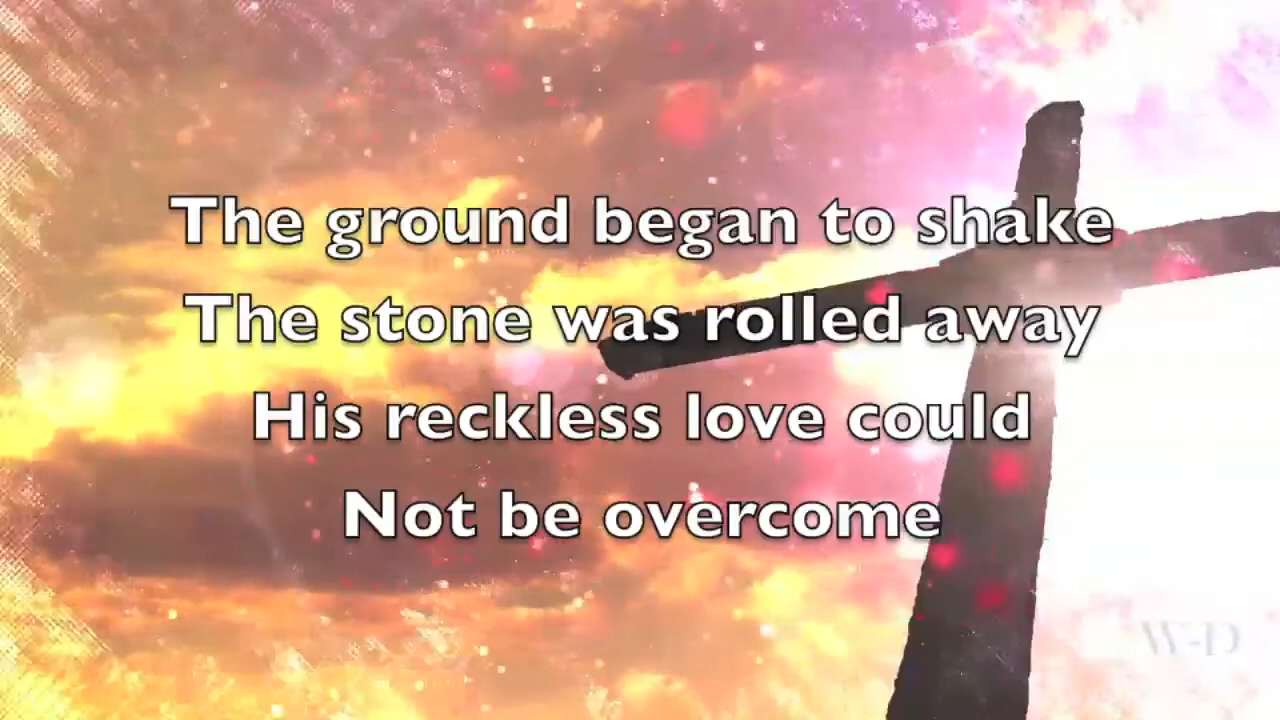 The ground began to shake
The stone was rolled away
His reckless love could
Not be overcome
W-D